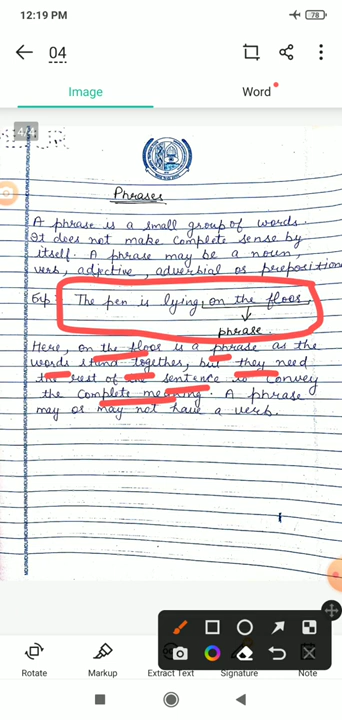 12:19 PM
78
04
Image
Word
4/4
Phrases
A phrase is a small group of words.
It does not make complete sense by
itself. A phrase may be a noun,
verb, adjective, adverbial or preposition
Exp: The pen is lying on the floor.
phrase.
Here, on the floor is a phrase as the
words stand together, but they need
the rest of the sentence to convey
the complete meaning. A phrase
may or may not have a verb.
Rotate
Markup
Extract Text
Signature
Note